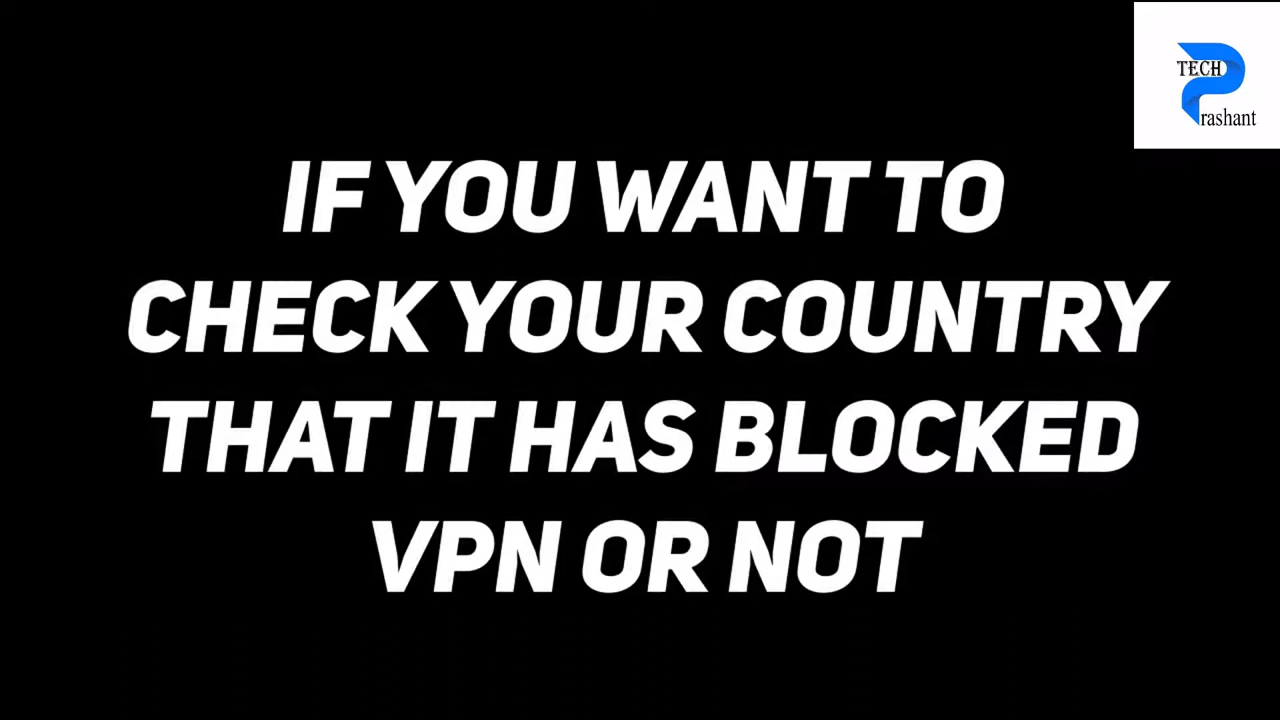 TECH
rashant
IF YOU WANT TO
CHECK YOUR COUNTRY
THAT IT HAS BLOCKED
VPN OR NOT